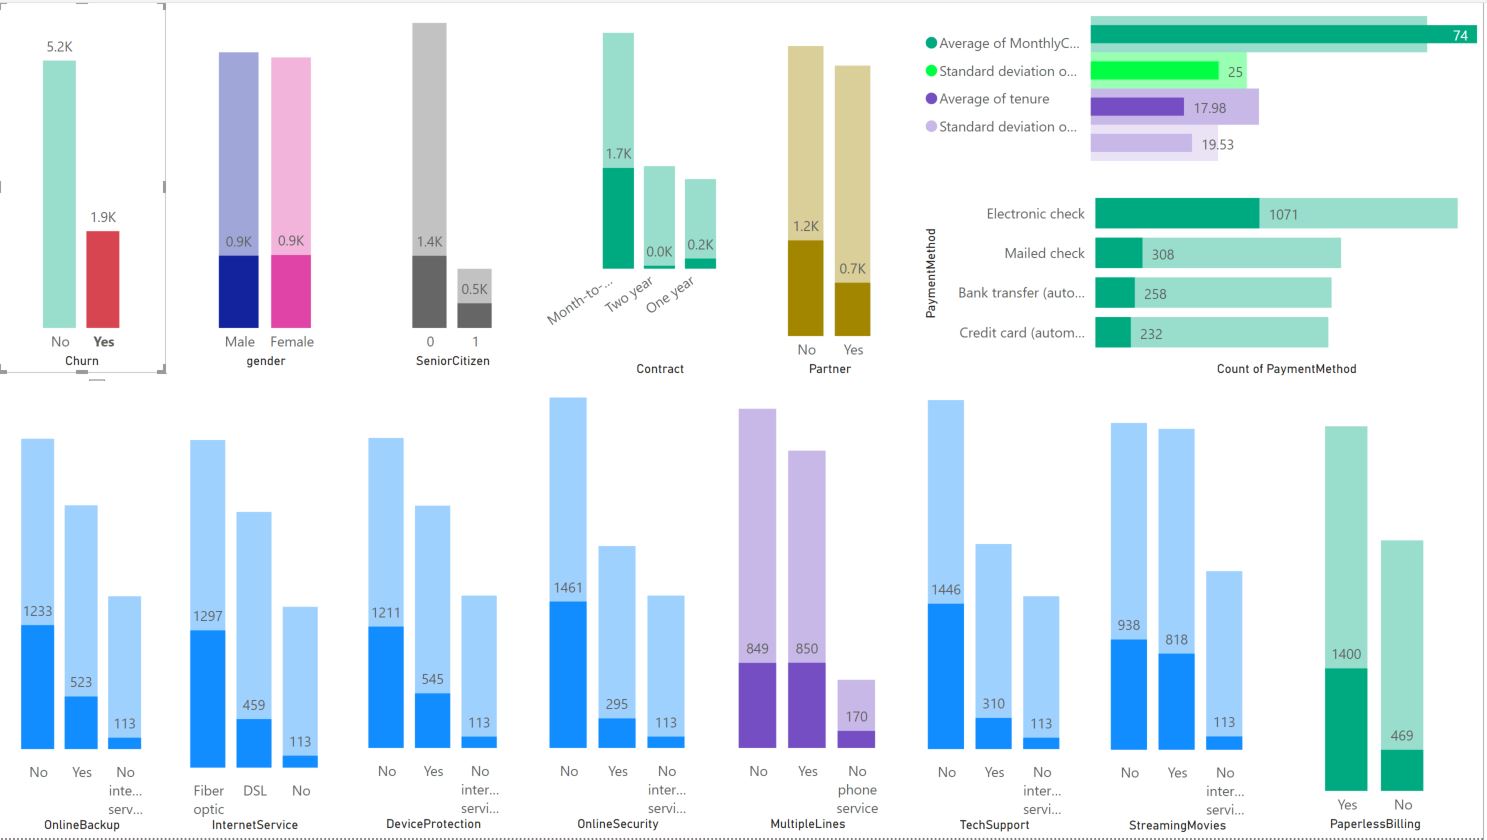 5.2K
1.9K
No Yes
Churn
0.9K 0.9K
Male Female
gender
1.4K
0.5K
0 1
SeniorCitizen
1.7K
0.0K
0.2K
Month-to-...
Two year
One year
Contract
1.2K
0.7K
No Yes
Partner
Average of MonthlyC...
Standard deviation o...
Average of tenure
Standard deviation o...
74
25
17.98
19.53
PaymentMethod
Electronic check 1071
Mailed check 308
Bank transfer (auto... 258
Credit card (autom... 232
Count of PaymentMethod
1233
523
113
No Yes No
inte...
serv...
OnlineBackup
1297
459
113
Fiber DSL No
optic
InternetService
1211
545
113
No Yes No
inter...
servi...
DeviceProtection
1461
295
113
No Yes No
inter...
servi...
OnlineSecurity
849 850
170
No Yes No
phone
service
MultipleLines
1446
310
113
No Yes No
inter...
servi...
TechSupport
938
818
113
No Yes No
inter...
servi...
StreamingMovies
1400
469
Yes No
PaperlessBilling